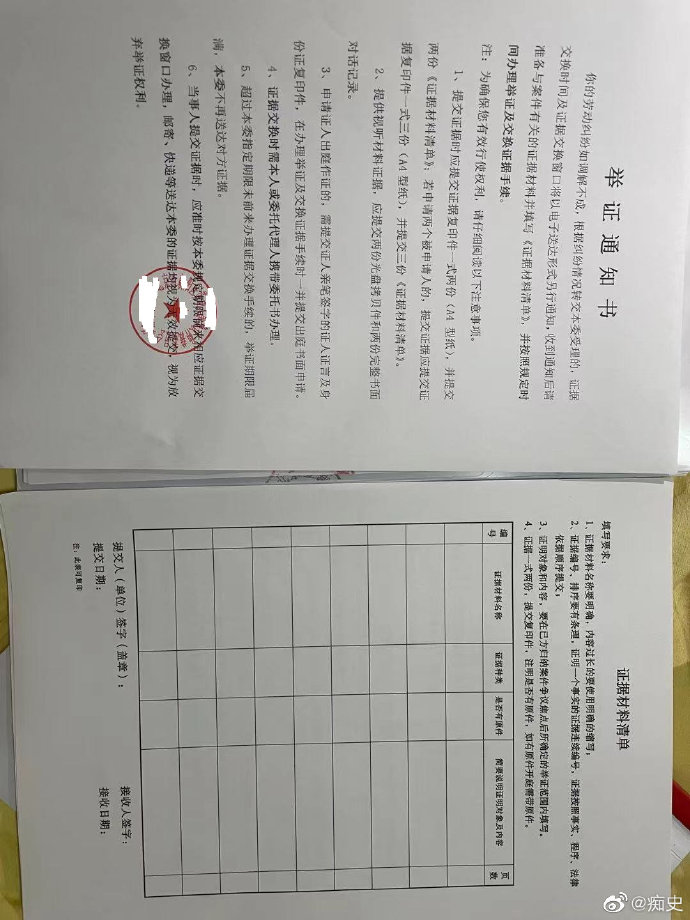 举证通知书
你的劳动纠纷如调解不成，根据纠纷情况转交本委受理的，证据
交换时间及证据交换窗口将以电子送达形式另行通知，收到通知后请
准备与案件有关的证据材料并填写《证据材料清单》，并按照规定时
间办理举证及交换证据手续。
注：为确保您有效行使权利，请仔细阅读以下注意事项。
1、提交证据时应提交证据复印件一式两份（A4 型纸），并提交
两份《证据材料清单》；若申请两个被申请人的，提交证据应提交证
据复印件一式三份（A4 型纸），并提交三份《证据材料清单》。
2、提供视听材料证据，应提交两份光盘拷贝件和两份完整书面
对话记录。
3、申请证人出庭作证的，需提交证人亲笔签字的证人证言及身
份证复印件，在办理举证及交换证据手续时一并提交出庭书面申请。
4、证据交换时需本人或委托代理人携带委托书办理。
5、超过本委指定期限未前来办理证据交换手续的，举证期限届
满，本委不再送达对方证据。
6、当事人提交证据时，应准时按本委指定期限前来对应证据交
换窗口办理，邮寄、快递等送达本委的证据均视为无效提交，视为放
弃举证权利。
证据材料清单
填写要求：
1、证据材料名称要明确，内容过长的要使用明确的缩写；
2、证据编号、排序要有条理，证明一个事实的证据连续编号，证据按照事实、程序、法律
依据顺序提交；
3、证明对象和内容，要在已方归纳案件争议焦点后所确定的举证范围内填写。
4、证据一式两份，提交复印件，注明是否有原件，如有原件开庭需带原件。
编号 证据材料名称 证据种类 是否有原件 需要说明证明对象及内容 页数
提交人（单位）签字（盖章）： 接收人签字：
提交日期： 接收日期：
注：此表可复印
@痴史